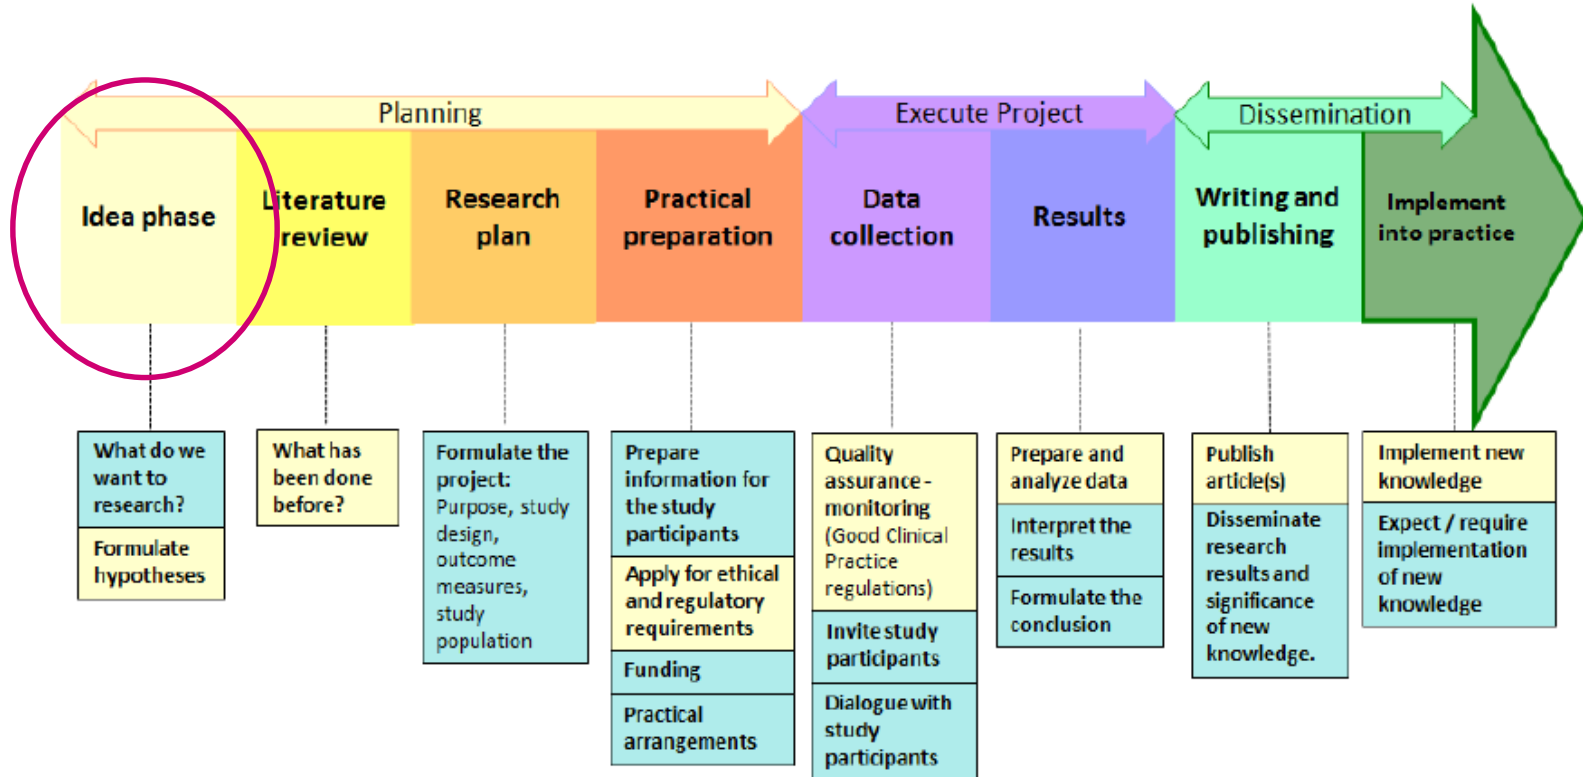 Planning
Execute Project
Dissemination
Idea phase
Literature
review
Research
plan
Practical
preparation
Data
collection
Results
Writing and
publishing
Implement
into practice
What do we
want to
research?
Formulate
hypotheses
What has
been done
before?
Formulate the
project:
Purpose, study
design,
outcome
measures,
study
population
Prepare
information for
the study
participants
Apply for ethical
and regulatory
requirements
Funding
Practical
arrangements
Quality
assurance -
monitoring
(Good Clinical
Practice
regulations)
Invite study
participants
Dialogue with
study
participants
Prepare and
analyze data
Interpret the
results
Formulate the
conclusion
Publish
article(s)
Disseminate
research
results and
significance
of new
knowledge.
Implement new
knowledge
Expect / require
implementation
of new
knowledge